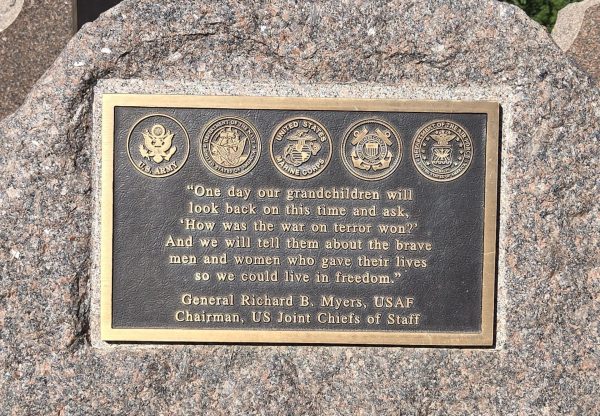 U.S. ARMY
UNITED STATES
MARINE CORPS
"One day our grandchildren will
look back on this time and ask,
'How was the war on terror won?'
And we will tell them about the brave
men and women who gave their lives
so we could live in freedom."
General Richard B. Myers, USAF
Chairman, US Joint Chiefs of Staff